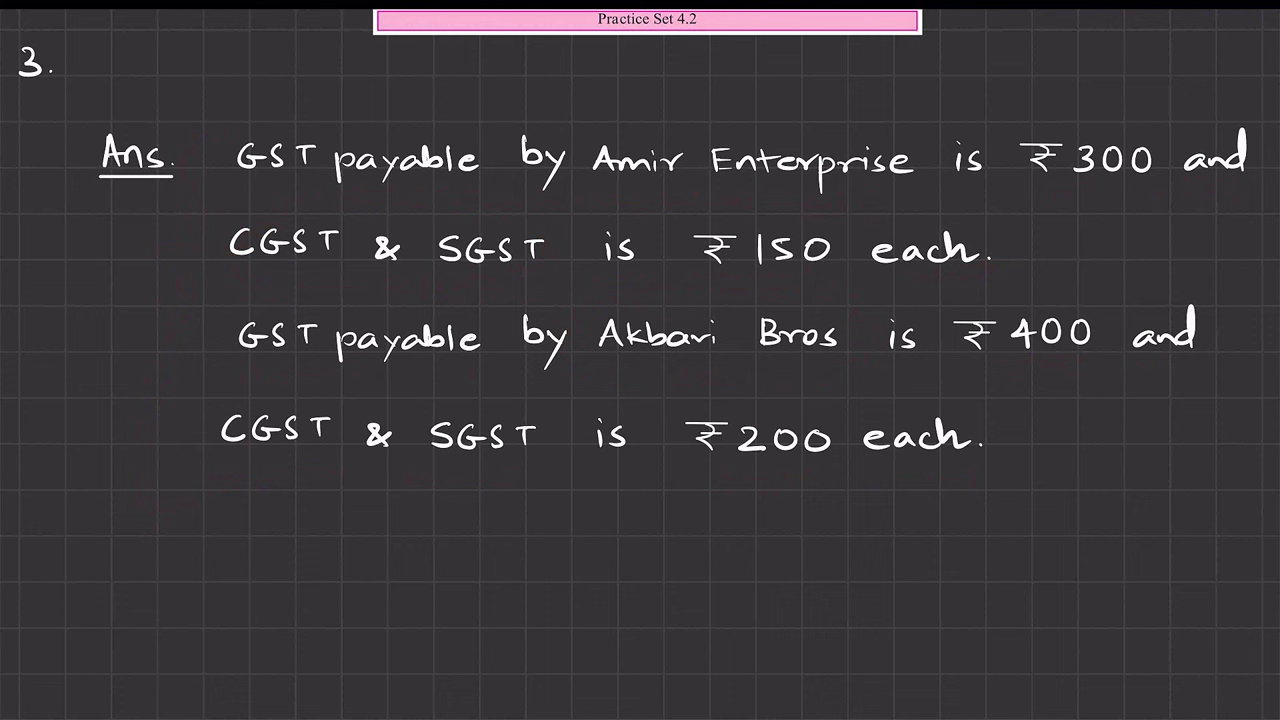 Practice Set 4.2
3.
Ans. GST payable by Amir Enterprise is ₹ 300 and
CGST & SGST is ₹ 150 each.
GST payable by Akbari Bros is ₹ 400 and
CGST & SGST is ₹ 200 each.